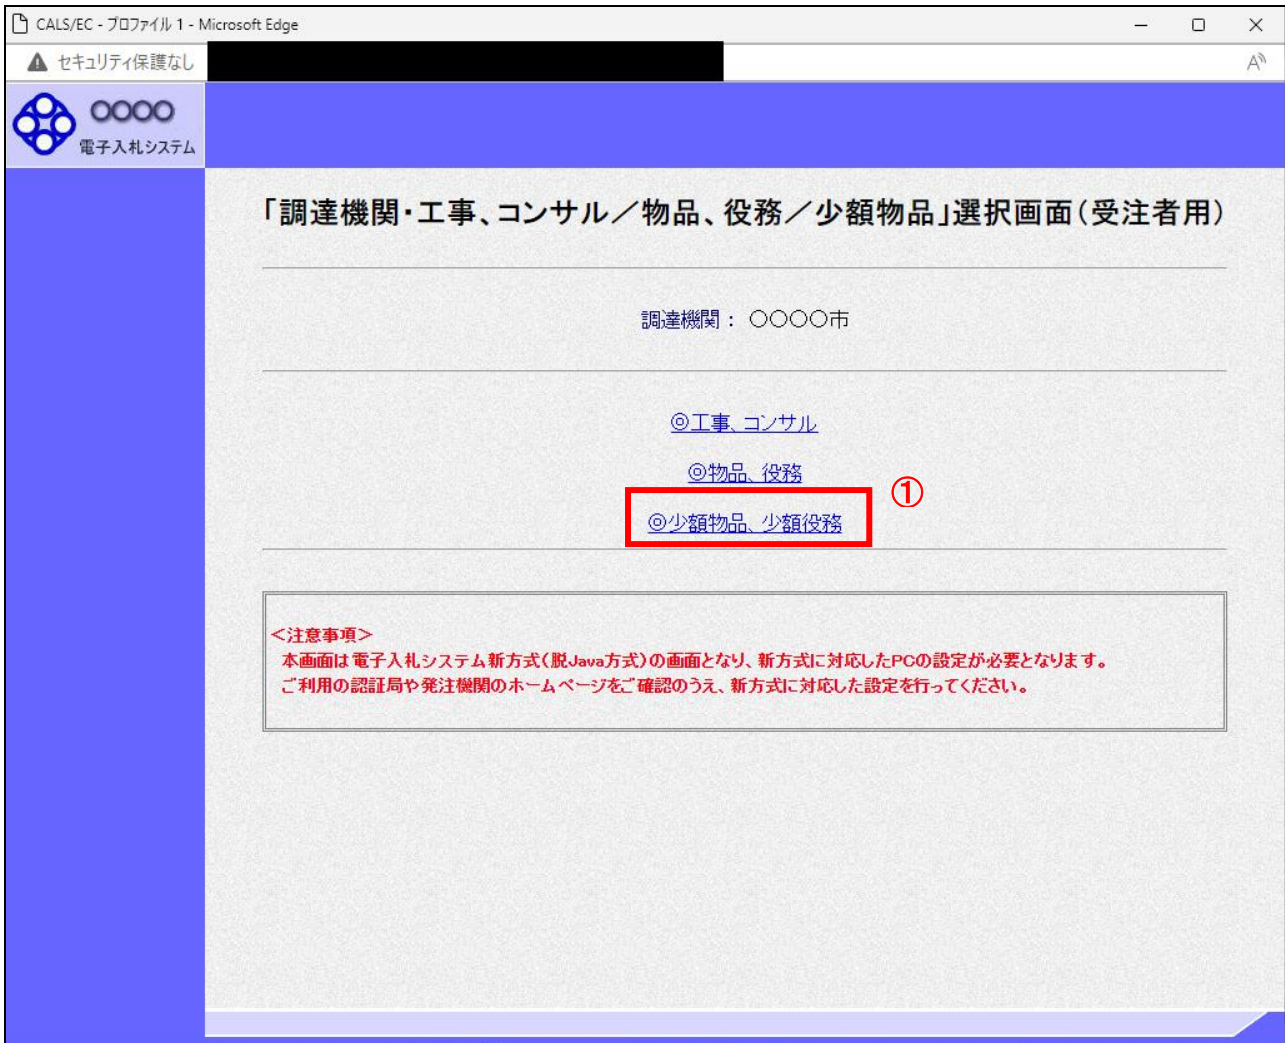 CALS/EC - プロファイル 1 - Microsoft Edge
セキュリティ保護なし
○○○○
電子入札システム
「調達機関・工事、コンサル／物品、役務／少額物品」選択画面（受注者用）
調達機関： ○○○○市
◎工事、コンサル
◎物品、役務
①
◎少額物品、少額役務
＜注意事項＞
本画面は電子入札システム新方式（脱Java方式）の画面となり、新方式に対応したPCの設定が必要となります。
ご利用の認証局や発注機関のホームページをご確認のうえ、新方式に対応した設定を行ってください。